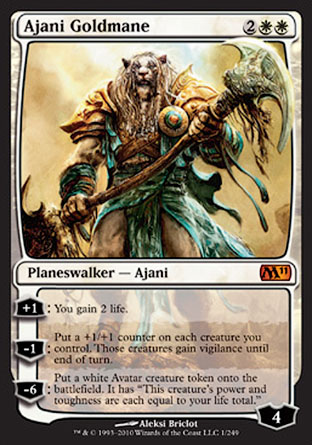 Ajani Goldmane 2
Planeswalker — Ajani M11
+1: You gain 2 life.
-1: Put a +1/+1 counter on each creature you
control. Those creatures gain vigilance until
end of turn.
-6: Put a white Avatar creature token onto the
battlefield. It has “This creature's power and
toughness are each equal to your life total.”
4
Aleksi Briclot
™ & © 1993–2010 Wizards of the Coast LLC 1/249